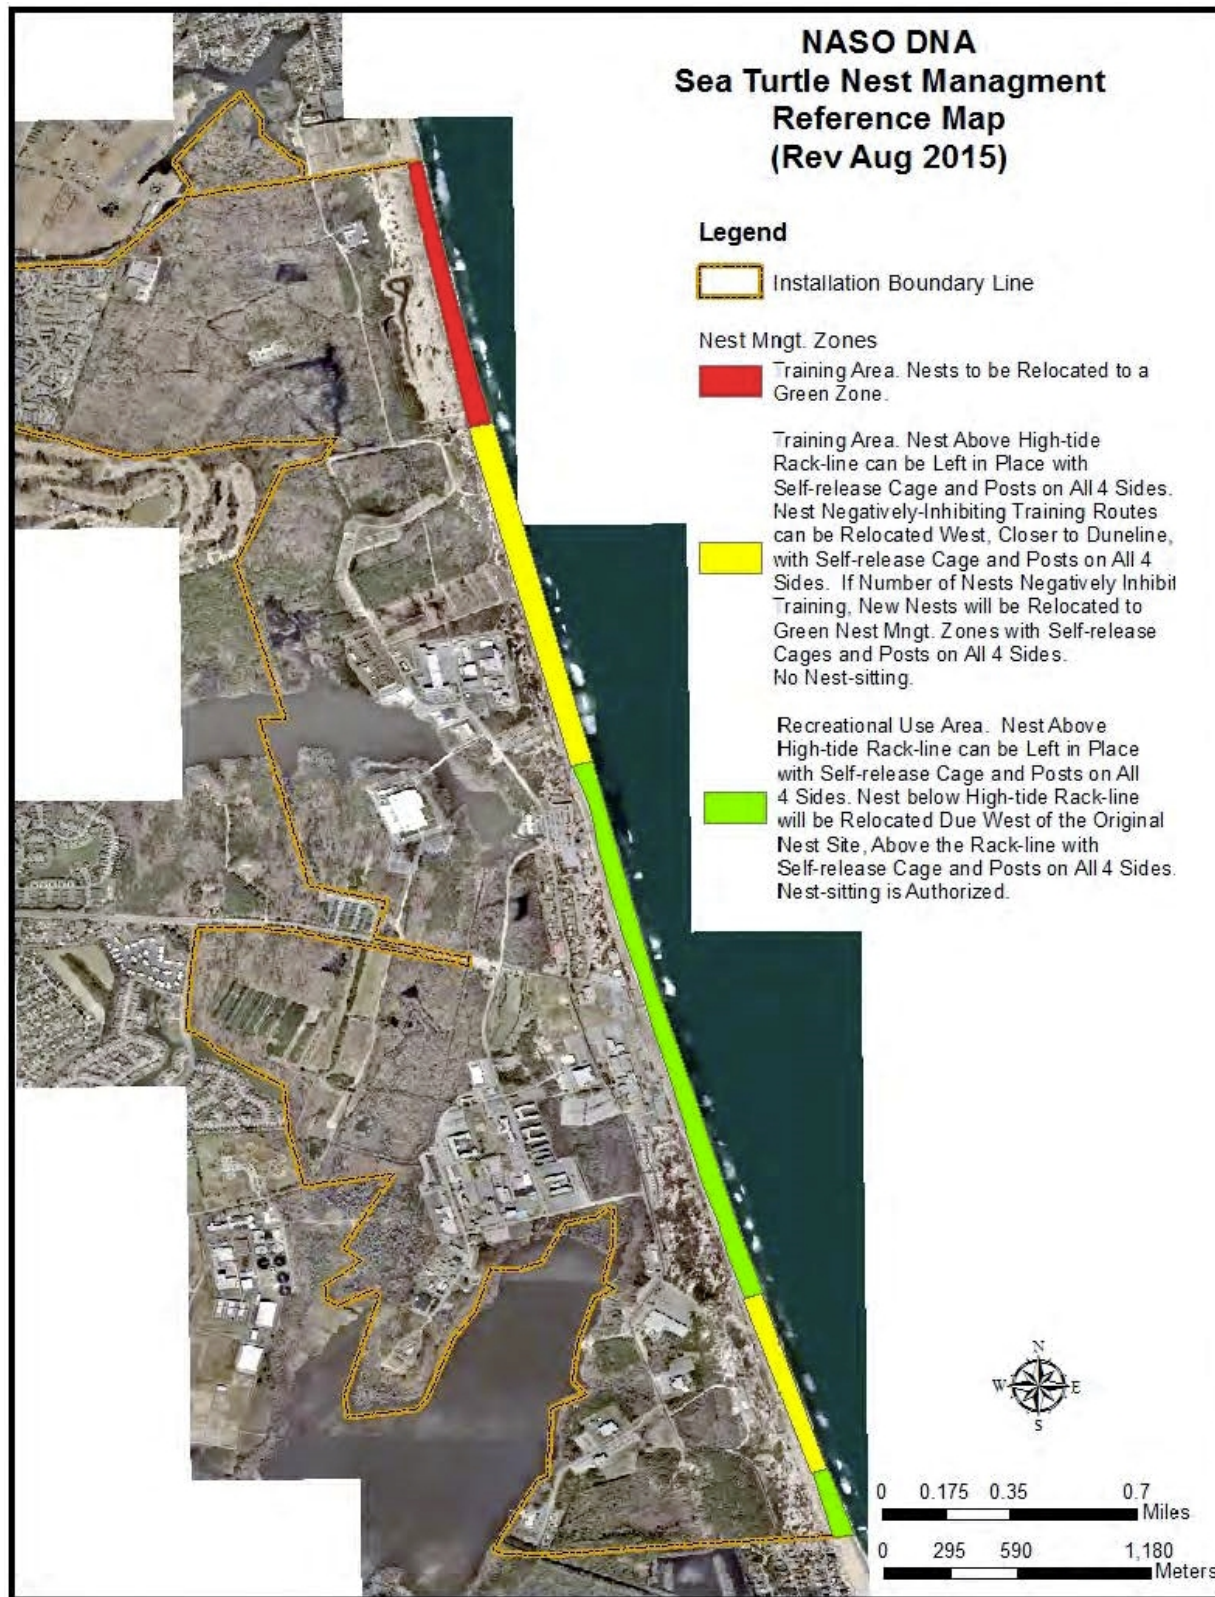 NASO DNA
Sea Turtle Nest Managment
Reference Map
(Rev Aug 2015)
Legend
Installation Boundary Line
Nest Mngt. Zones
Training Area. Nests to be Relocated to a
Green Zone.
Training Area. Nest Above High-tide
Rack-line can be Left in Place with
Self-release Cage and Posts on All 4 Sides.
Nest Negatively-Inhibiting Training Routes
can be Relocated West, Closer to Duneline,
with Self-release Cage and Posts on All 4
Sides. If Number of Nests Negatively Inhibit
Training, New Nests will be Relocated to
Green Nest Mngt. Zones with Self-release
Cages and Posts on All 4 Sides.
No Nest-sitting.
Recreational Use Area. Nest Above
High-tide Rack-line can be Left in Place
with Self-release Cage and Posts on All
4 Sides. Nest below High-tide Rack-line
will be Relocated Due West of the Original
Nest Site, Above the Rack-line with
Self-release Cage and Posts on All 4 Sides.
Nest-sitting is Authorized.
N
W E
S
0 0.175 0.35 0.7
Miles
0 295 590 1,180
Meters